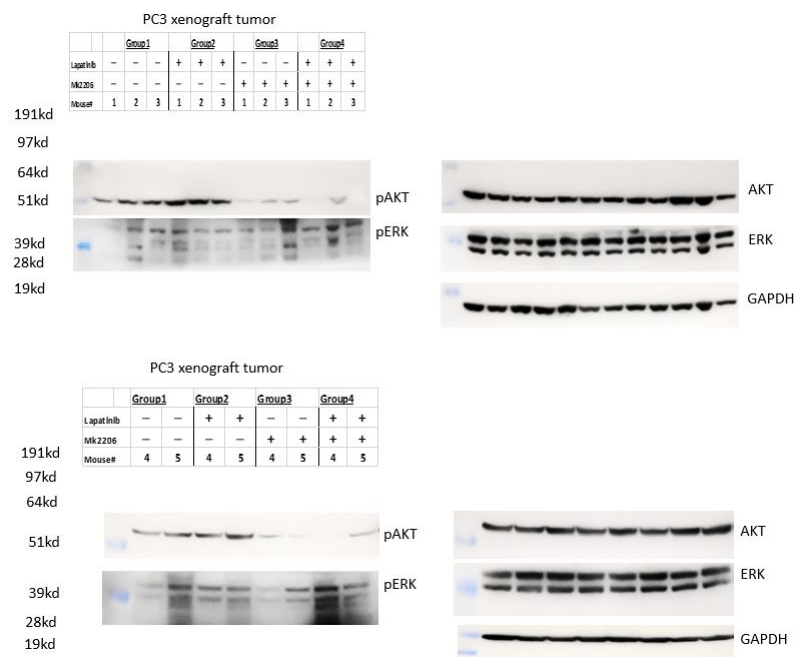 PC3 xenograft tumor
Group1 Group2 Group3 Group4
Lapatinib − − − + + + − − − + + +
Mk2206 − − − − − − + + + + + +
Mouse# 1 2 3 1 2 3 1 2 3 1 2 3
191kd
97kd
64kd
51kd
39kd
28kd
19kd
pAKT
pERK
AKT
ERK
GAPDH
PC3 xenograft tumor
Group1 Group2 Group3 Group4
Lapatinib − − + + − − + +
Mk2206 − − − − + + + +
Mouse# 4 5 4 5 4 5 4 5
191kd
97kd
64kd
51kd
39kd
28kd
19kd
pAKT
pERK
AKT
ERK
GAPDH